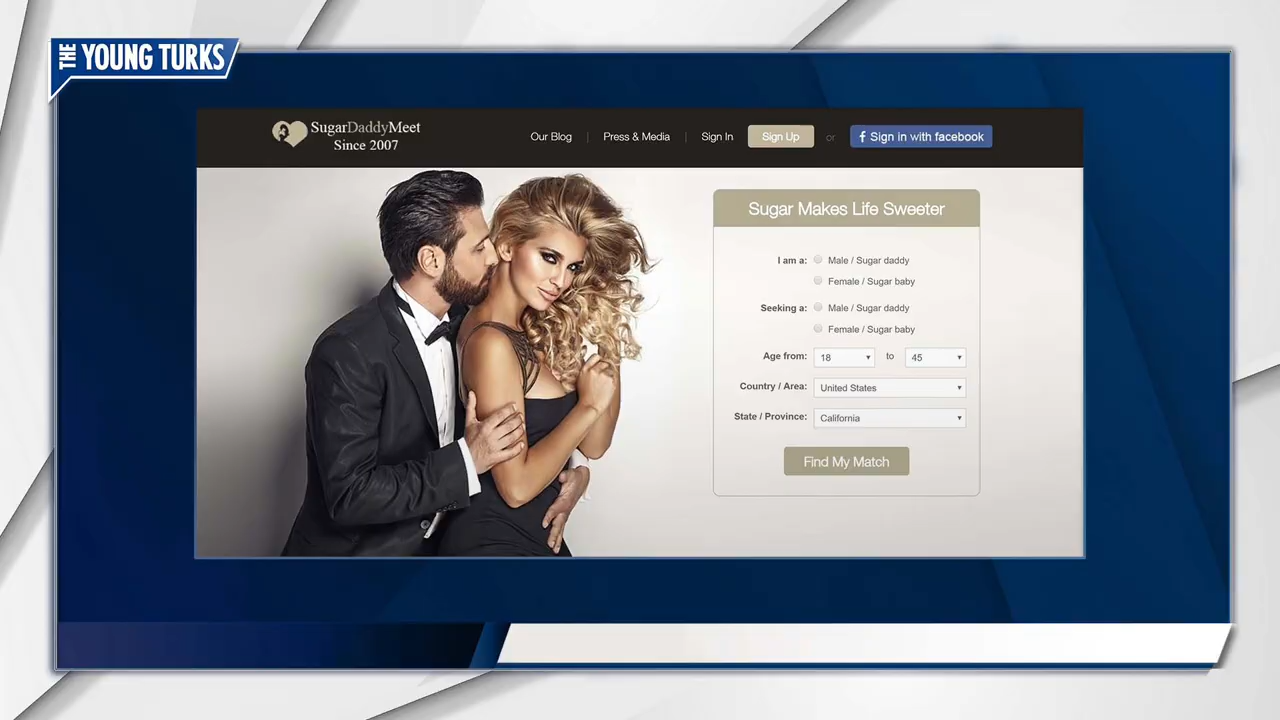 THE YOUNG TURKS
SugarDaddyMeet
Since 2007
Our Blog | Press & Media | Sign In Sign Up or f Sign in with facebook
Sugar Makes Life Sweeter
I am a: Male / Sugar daddy
Female / Sugar baby
Seeking a: Male / Sugar daddy
Female / Sugar baby
Age from: 18 to 45
Country / Area: United States
State / Province: California
Find My Match